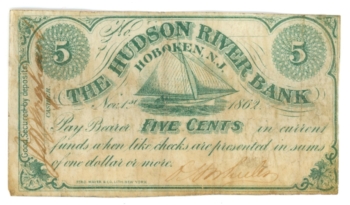 No.
5 5
THE HUDSON RIVER BANK
HOBOKEN, N.J.
Nov. 1st 1862
Pay Bearer FIVE CENTS in current
funds when like checks are presented in sums
of one dollar or more.